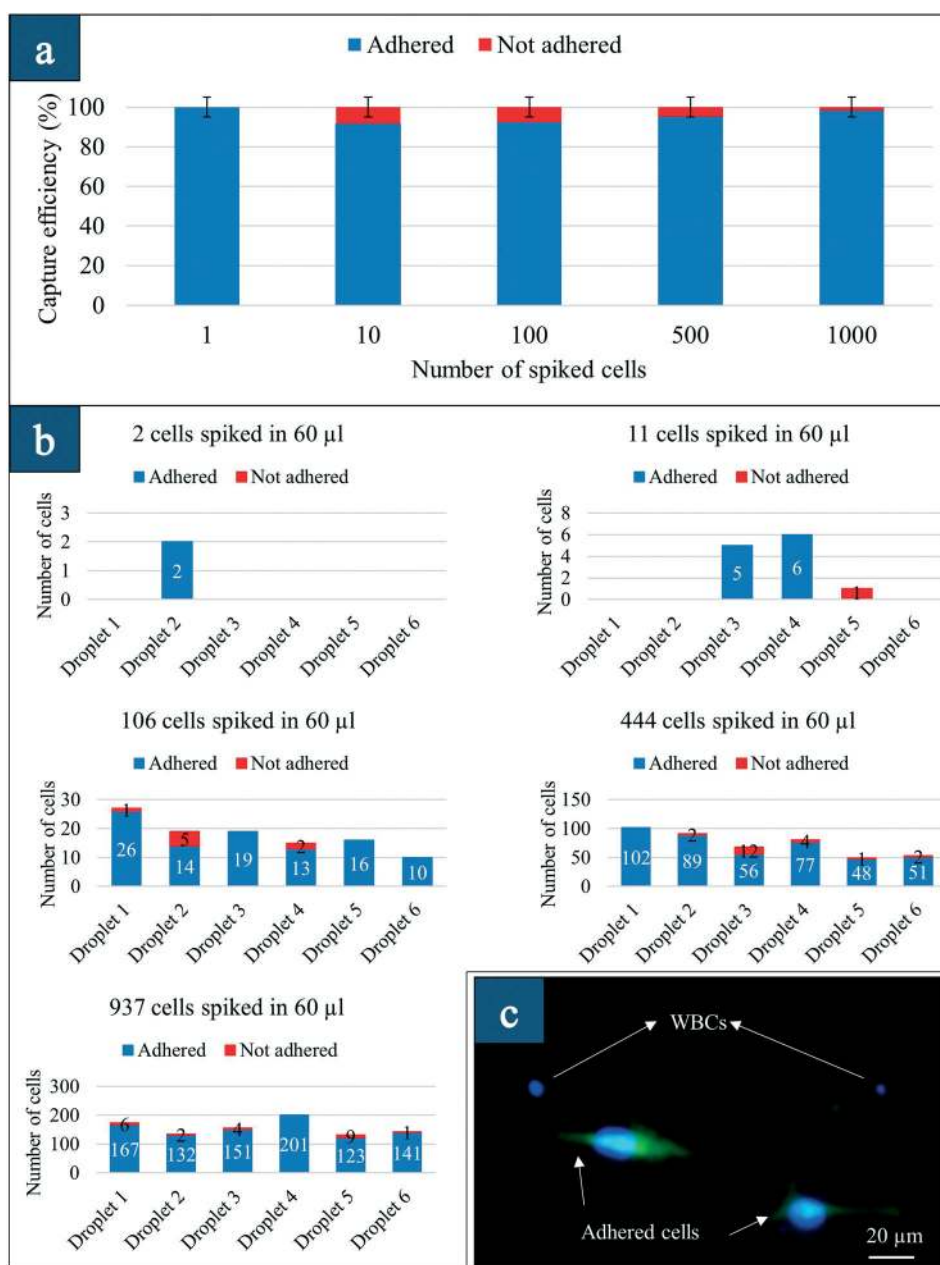 a
Adhered Not adhered
Capture efficiency (%)
100
80
60
40
20
0
1 10 100 500 1000
Number of spiked cells
b
2 cells spiked in 60 µl
Adhered Not adhered
Number of cells
3
2
1
0
2
Droplet 1 Droplet 2 Droplet 3 Droplet 4 Droplet 5 Droplet 6
11 cells spiked in 60 µl
Adhered Not adhered
Number of cells
8
6
4
2
0
5 6 1
Droplet 1 Droplet 2 Droplet 3 Droplet 4 Droplet 5 Droplet 6
106 cells spiked in 60 µl
Adhered Not adhered
Number of cells
30
20
10
0
1 5 2
26 14 19 13 16 10
Droplet 1 Droplet 2 Droplet 3 Droplet 4 Droplet 5 Droplet 6
444 cells spiked in 60 µl
Adhered Not adhered
Number of cells
150
100
50
0
2 12 4 1 2
102 89 56 77 48 51
Droplet 1 Droplet 2 Droplet 3 Droplet 4 Droplet 5 Droplet 6
937 cells spiked in 60 µl
Adhered Not adhered
Number of cells
300
200
100
0
6 2 4 9 1
167 132 151 201 123 141
Droplet 1 Droplet 2 Droplet 3 Droplet 4 Droplet 5 Droplet 6
c
WBCs
Adhered cells
20 µm